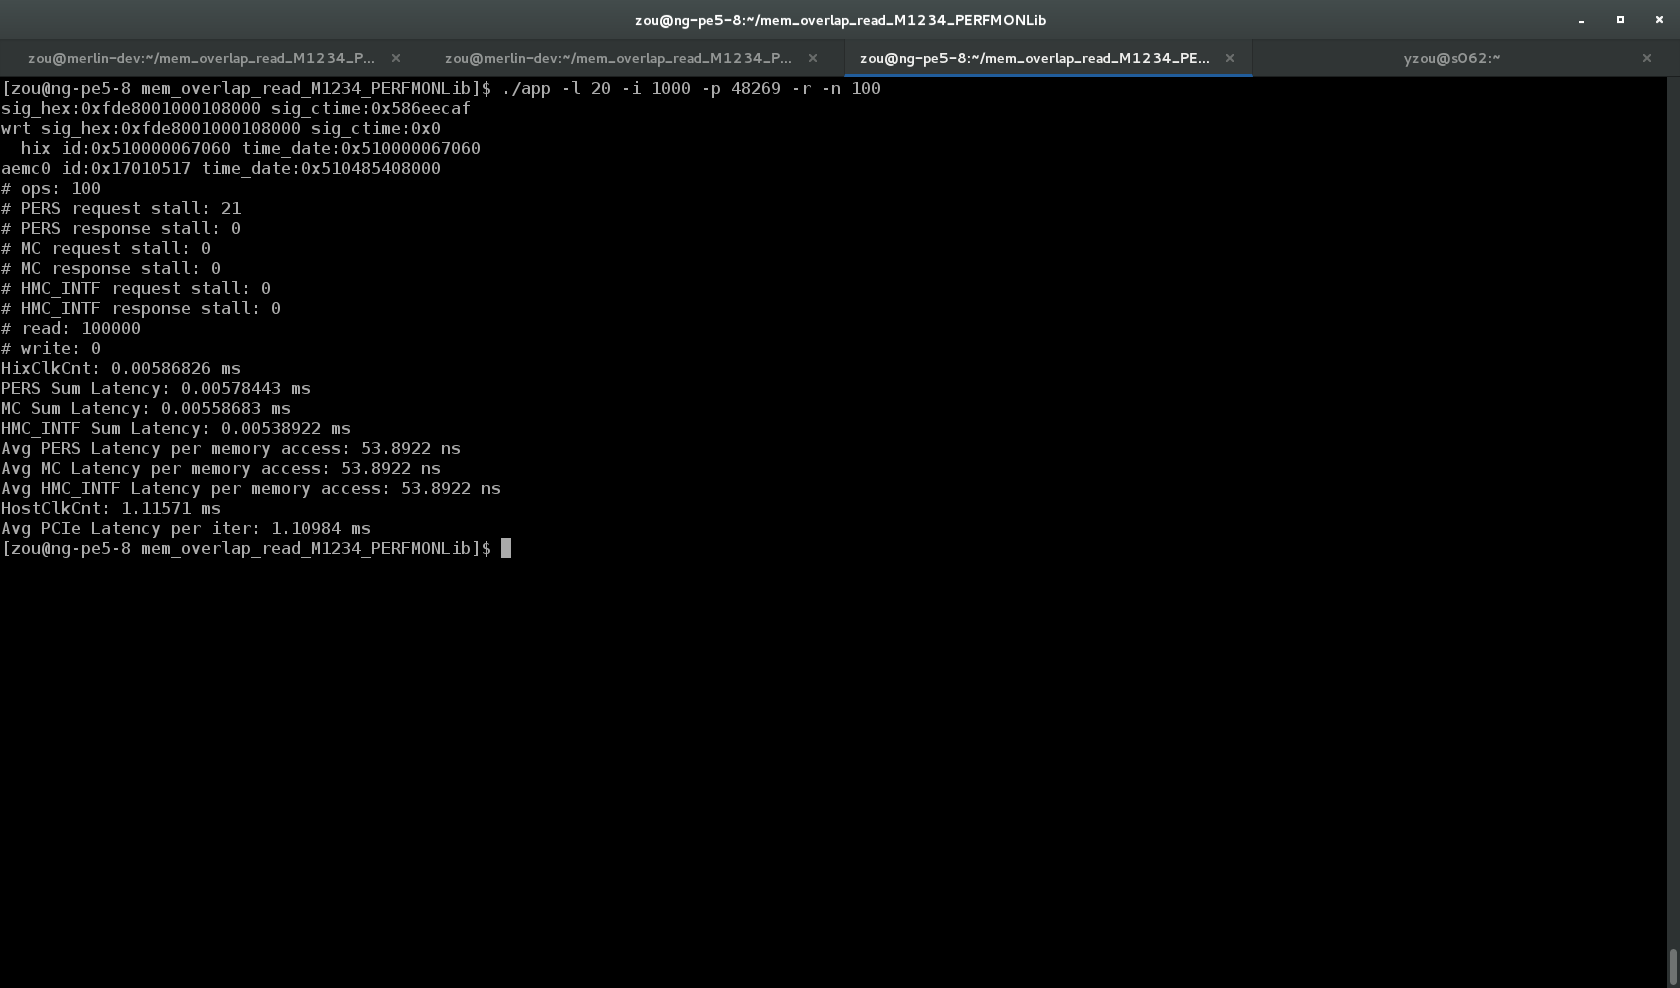 zou@ng-pe5-8:~/mem_overlap_read_M1234_PERFMONLib
zou@merlin-dev:~/mem_overlap_read_M1234_P... zou@merlin-dev:~/mem_overlap_read_M1234_P... zou@ng-pe5-8:~/mem_overlap_read_M1234_PE... yzou@s062:~
[zou@ng-pe5-8 mem_overlap_read_M1234_PERFMONLib]$ ./app -l 20 -i 1000 -p 48269 -r -n 100
sig_hex:0xfde8001000108000 sig_ctime:0x586eecaf
wrt sig_hex:0xfde8001000108000 sig_ctime:0x0
  hix id:0x510000067060 time_date:0x510000067060
aemc0 id:0x17010517 time_date:0x510485408000
# ops: 100
# PERS request stall: 21
# PERS response stall: 0
# MC request stall: 0
# MC response stall: 0
# HMC_INTF request stall: 0
# HMC_INTF response stall: 0
# read: 100000
# write: 0
HixClkCnt: 0.00586826 ms
PERS Sum Latency: 0.00578443 ms
MC Sum Latency: 0.00558683 ms
HMC_INTF Sum Latency: 0.00538922 ms
Avg PERS Latency per memory access: 53.8922 ns
Avg MC Latency per memory access: 53.8922 ns
Avg HMC_INTF Latency per memory access: 53.8922 ns
HostClkCnt: 1.11571 ms
Avg PCIe Latency per iter: 1.10984 ms
[zou@ng-pe5-8 mem_overlap_read_M1234_PERFMONLib]$